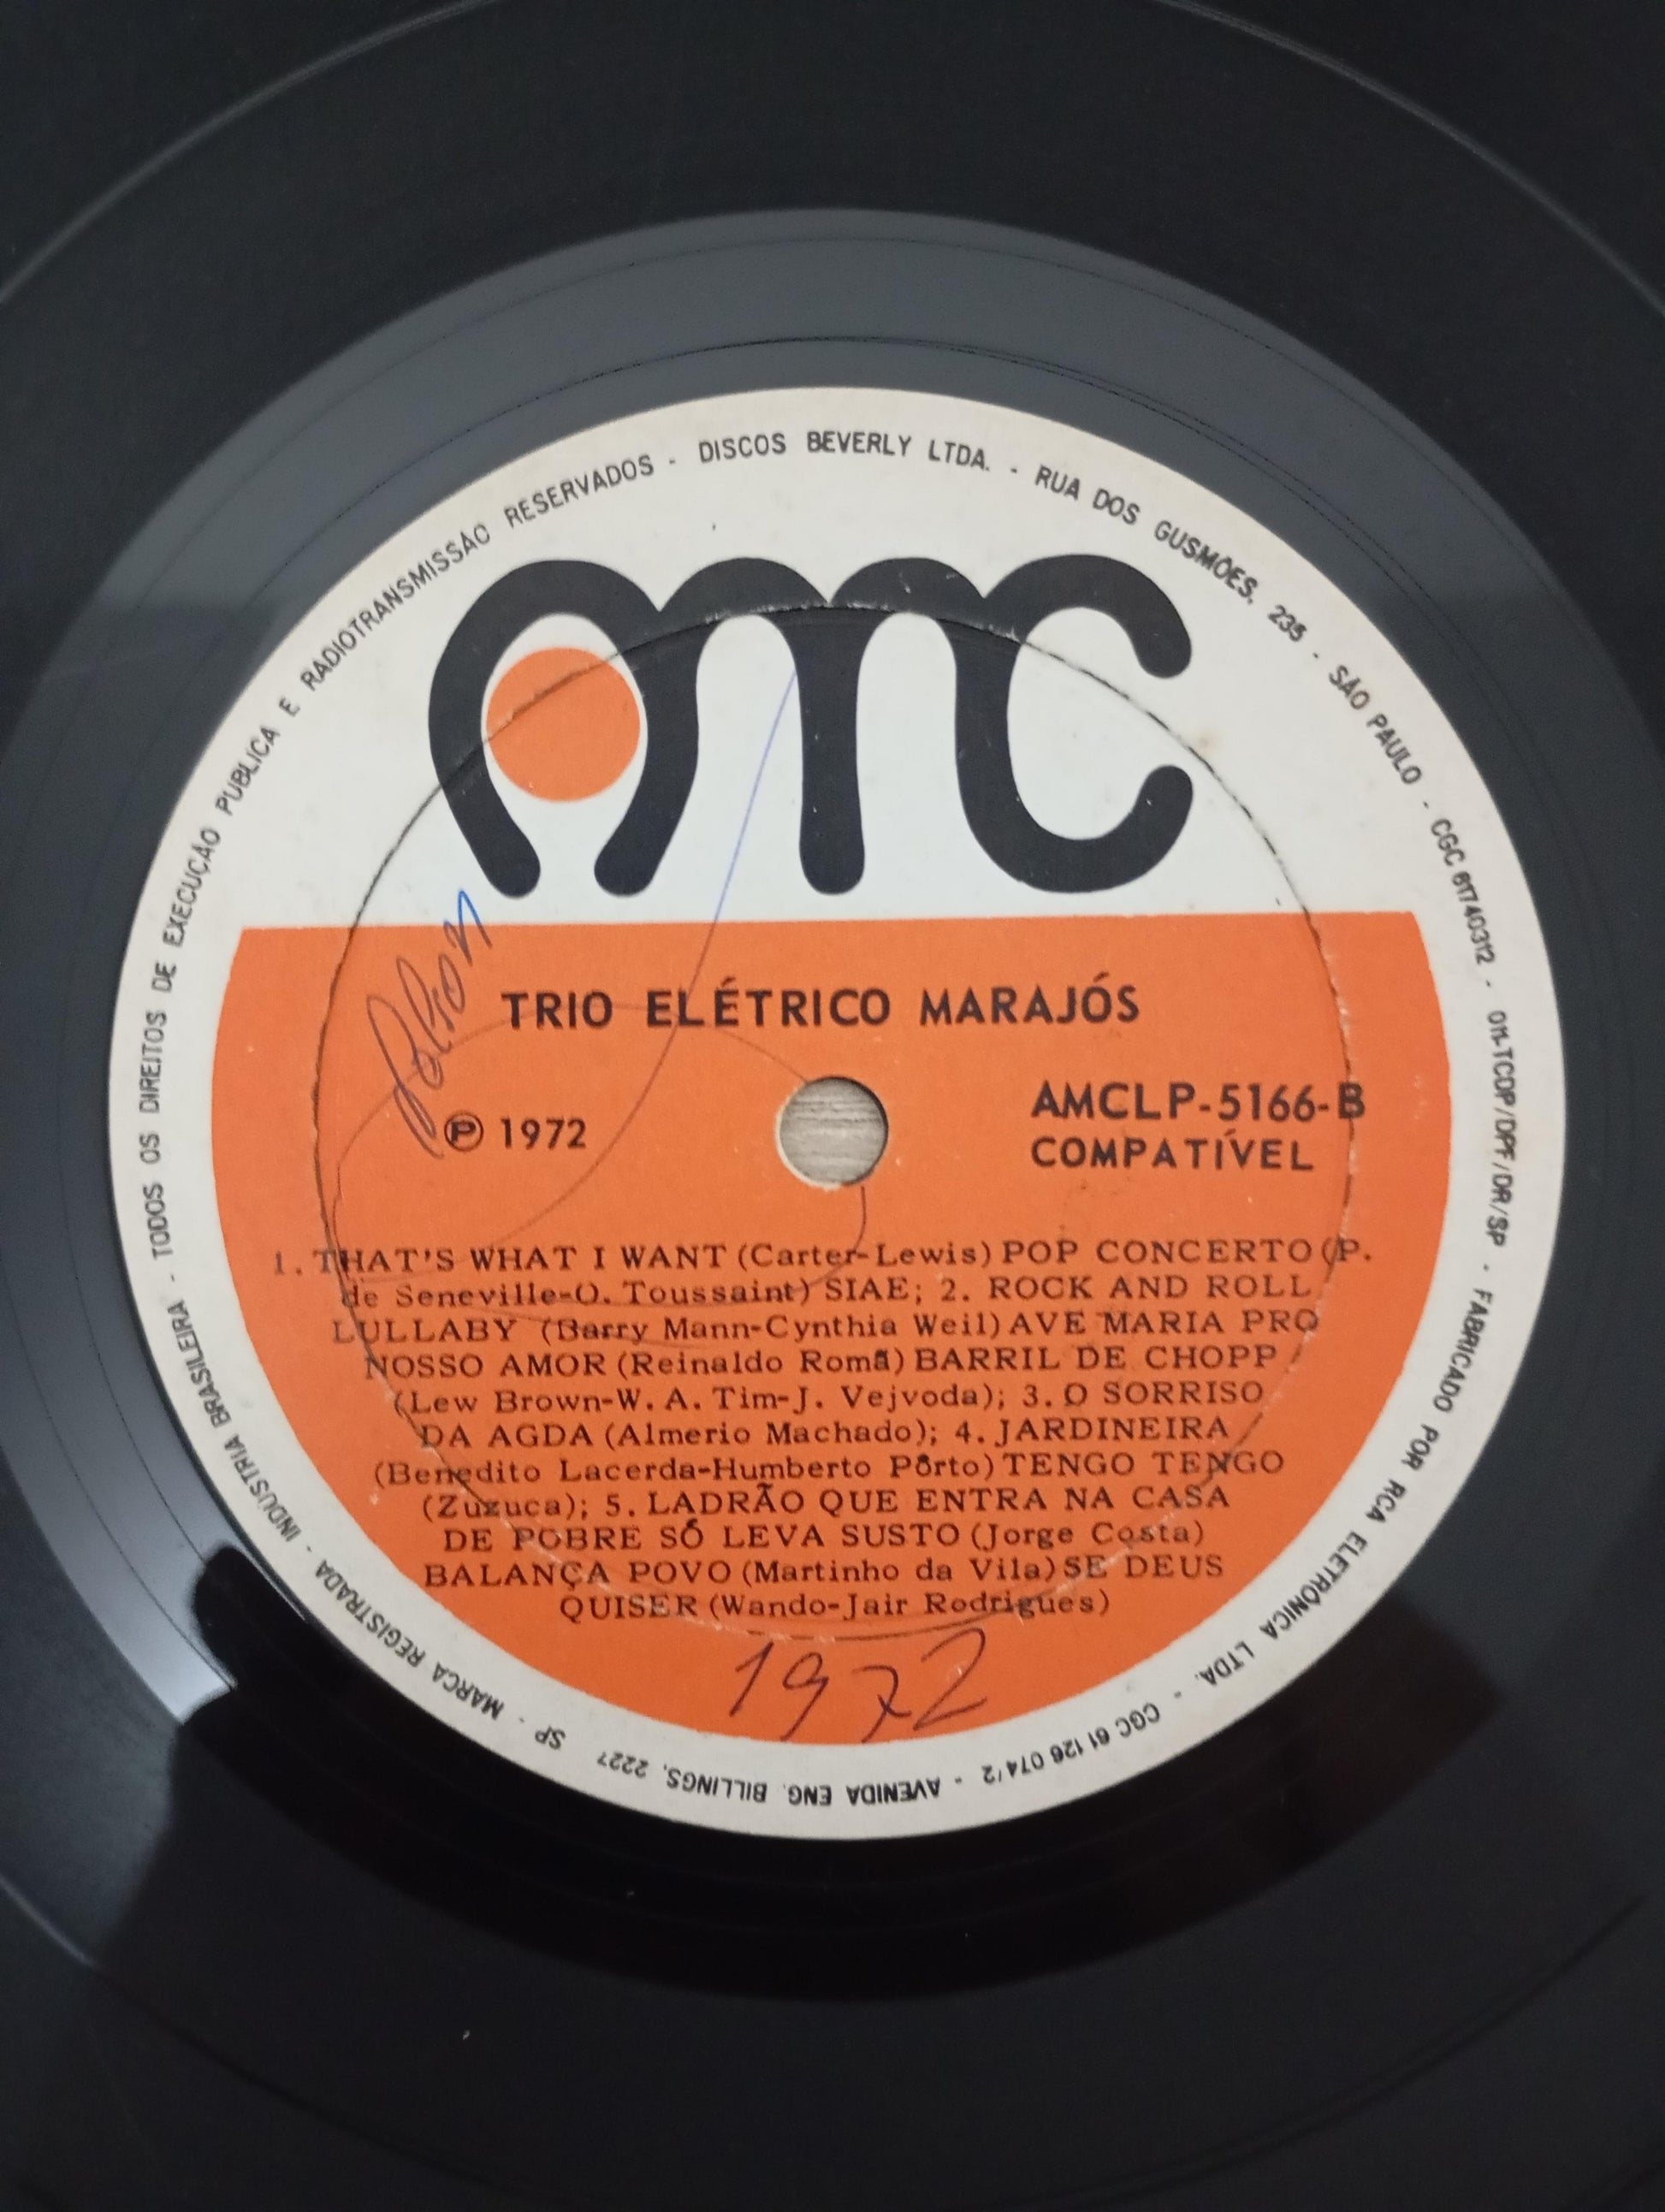 TODOS OS DIREITOS DE EXECUÇÃO PUBLICA E RADIOTRANSMISSÃO RESERVADOS - DISCOS BEVERLY LTDA. - RUA DOS GUSMÕES, 235 - SÃO PAULO - CGC 61740312 - 011-TCDP/DPF/DR/SP - FABRICADO POR RCA ELETRÔNICA LTDA. - CGC 61 126 074/2 - AVENIDA ENG. BILLINGS, 2227 SP - MARCA REGISTRADA - INDUSTRIA BRASILEIRA -
AMC
TRIO ELÉTRICO MARAJÓS
℗ 1972
AMCLP-5166-B
COMPATÍVEL
1. THAT'S WHAT I WANT (Carter-Lewis) POP CONCERTO (P.
de Seneville-O. Toussaint) SIAE; 2. ROCK AND ROLL
LULLABY (Barry Mann-Cynthia Weil) AVE MARIA PRO
NOSSO AMOR (Reinaldo Romã) BARRIL DE CHOPP
(Lew Brown-W. A. Tim-J. Vejvoda); 3. O SORRISO
DA AGDA (Almerio Machado); 4. JARDINEIRA
(Benedito Lacerda-Humberto Pôrto) TENGO TENGO
(Zuzuca); 5. LADRÃO QUE ENTRA NA CASA
DE POBRE SÓ LEVA SUSTO (Jorge Costa)
BALANÇA POVO (Martinho da Vila) SE DEUS
QUISER (Wando-Jair Rodrigues)
1972